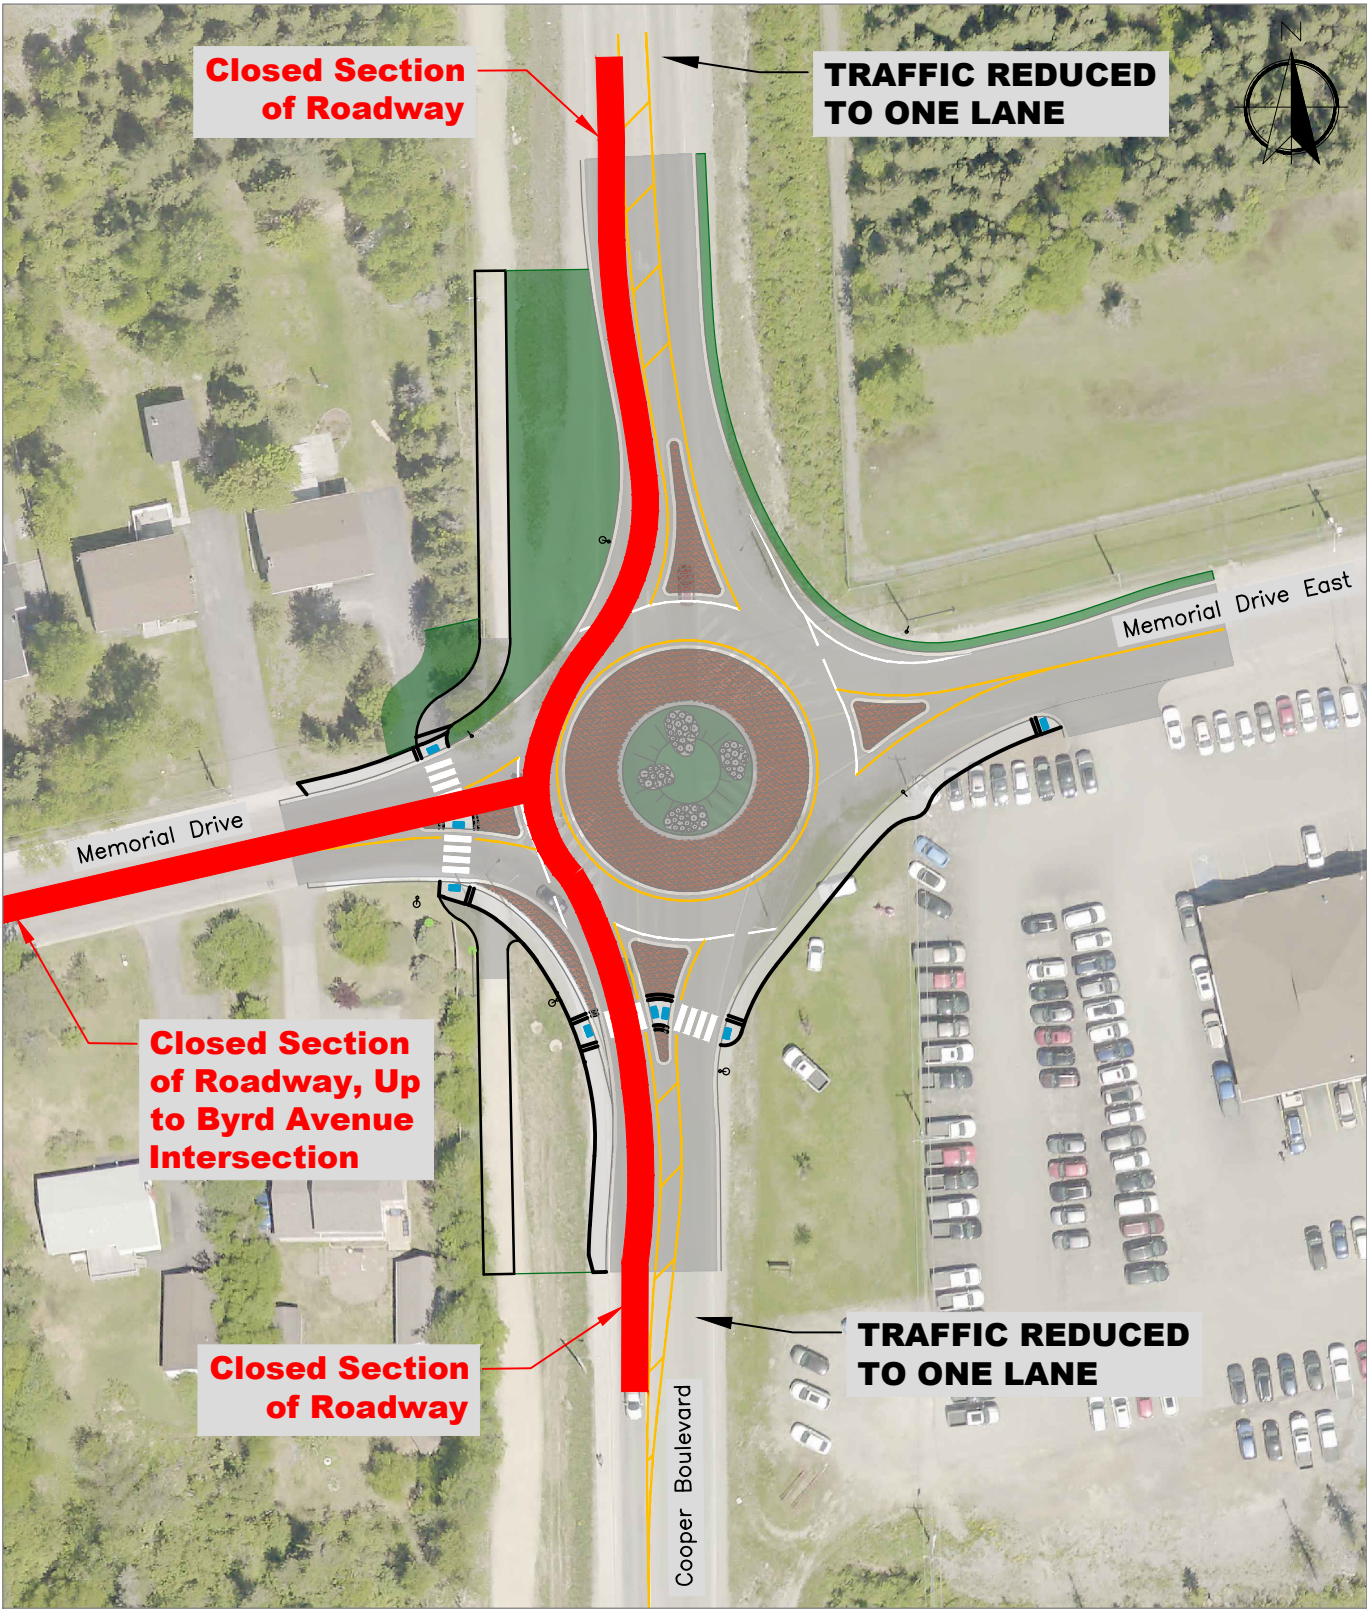 Closed Section
of Roadway
TRAFFIC REDUCED
TO ONE LANE
N
Memorial Drive East
Memorial Drive
Closed Section
of Roadway, Up
to Byrd Avenue
Intersection
Closed Section
of Roadway
TRAFFIC REDUCED
TO ONE LANE
Cooper Boulevard